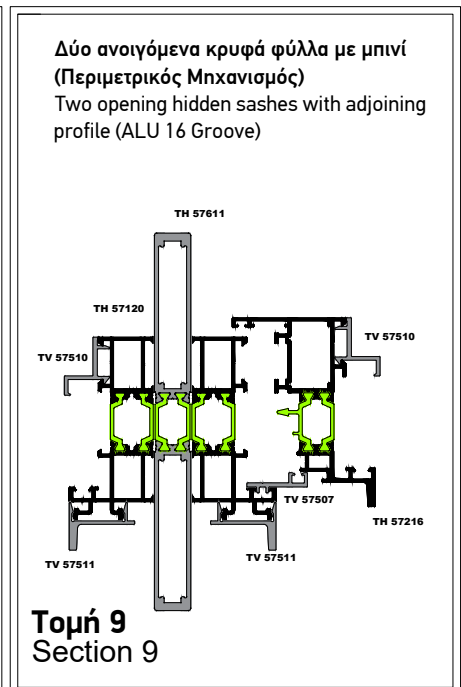 Δύο ανοιγόμενα κρυφά φύλλα με μπινί
(Περιμετρικός Μηχανισμός)
Two opening hidden sashes with adjoining
profile (ALU 16 Groove)
TH 57611
TH 57120
TV 57510
TV 57510
TV 57507
TH 57216
TV 57511
TV 57511
Τομή 9
Section 9